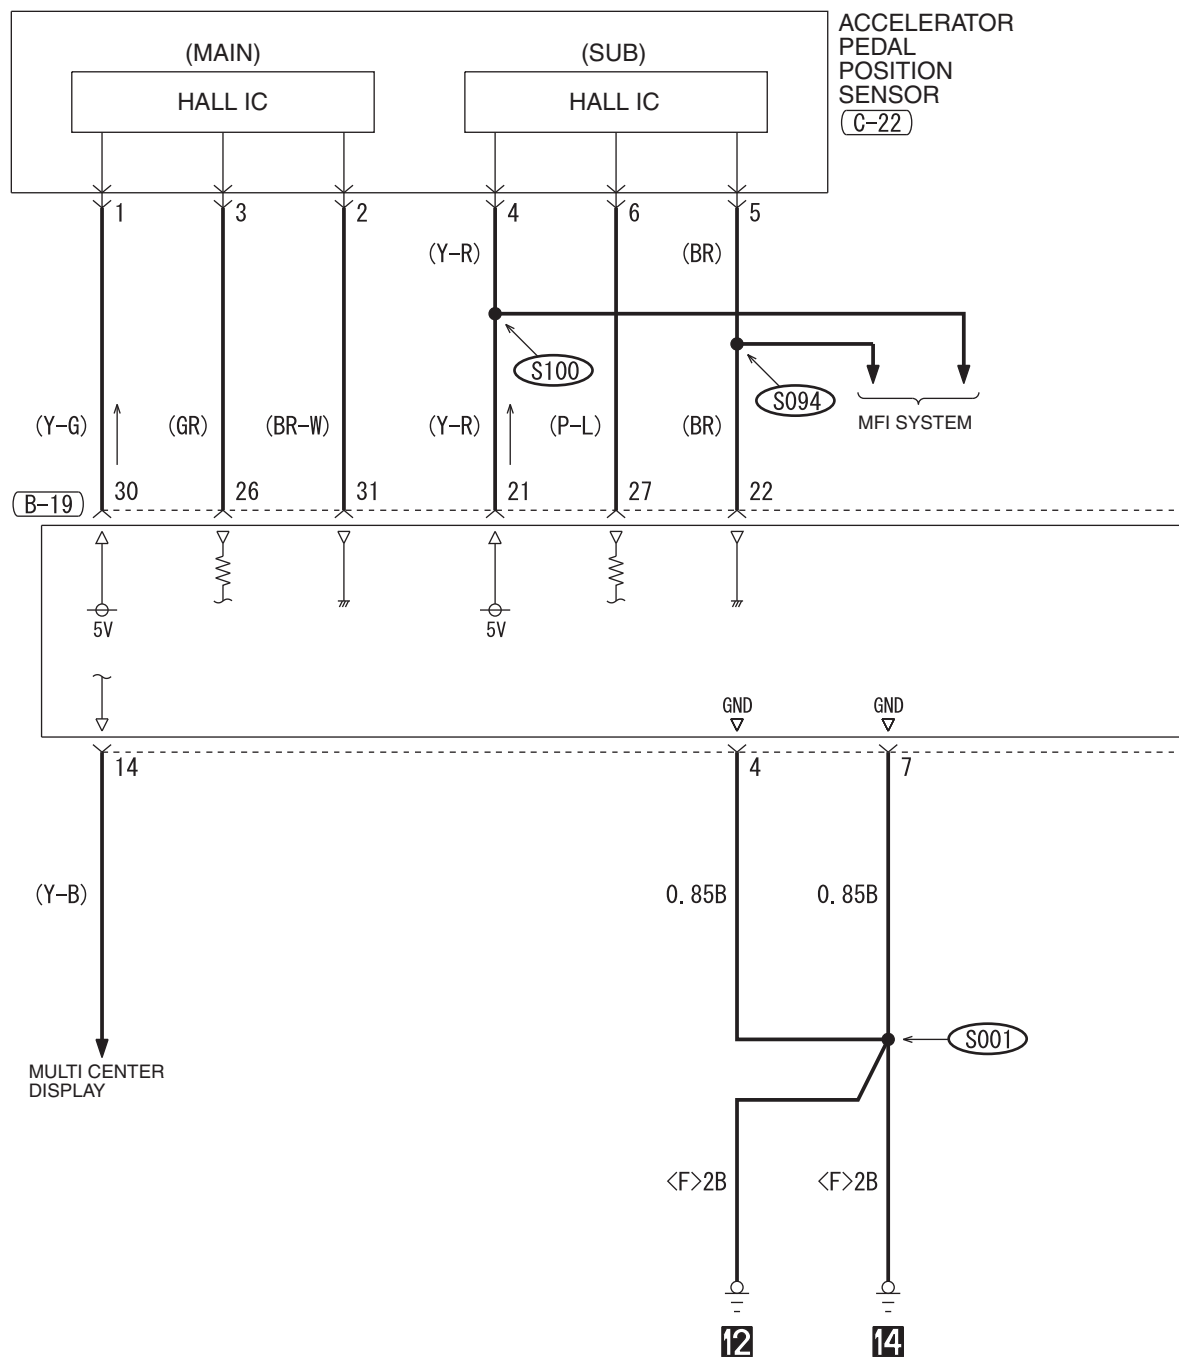 ACCELERATOR
PEDAL
POSITION
SENSOR
C-22
(MAIN)
(SUB)
HALL IC
HALL IC
1
3
2
4
6
5
(Y-R)
(BR)
S100
S094
MFI SYSTEM
(Y-G)
(GR)
(BR-W)
(Y-R)
(P-L)
(BR)
B-19
30
26
31
21
27
22
5V
5V
GND
GND
14
4
7
(Y-B)
0.85B
0.85B
S001
MULTI CENTER
DISPLAY
<F>2B
<F>2B
12
14